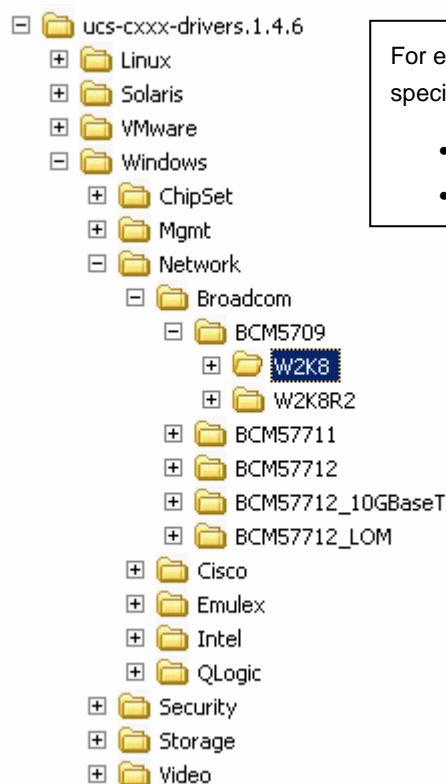 ucs-cxxx-drivers.1.4.6
Linux
Solaris
VMware
Windows
ChipSet
Mgmt
Network
Broadcom
BCM5709
W2K8
W2K8R2
BCM57711
BCM57712
BCM57712_10GBaseT
BCM57712_LOM
Cisco
Emulex
Intel
QLogic
Security
Storage
Video
For e
speci
•
•